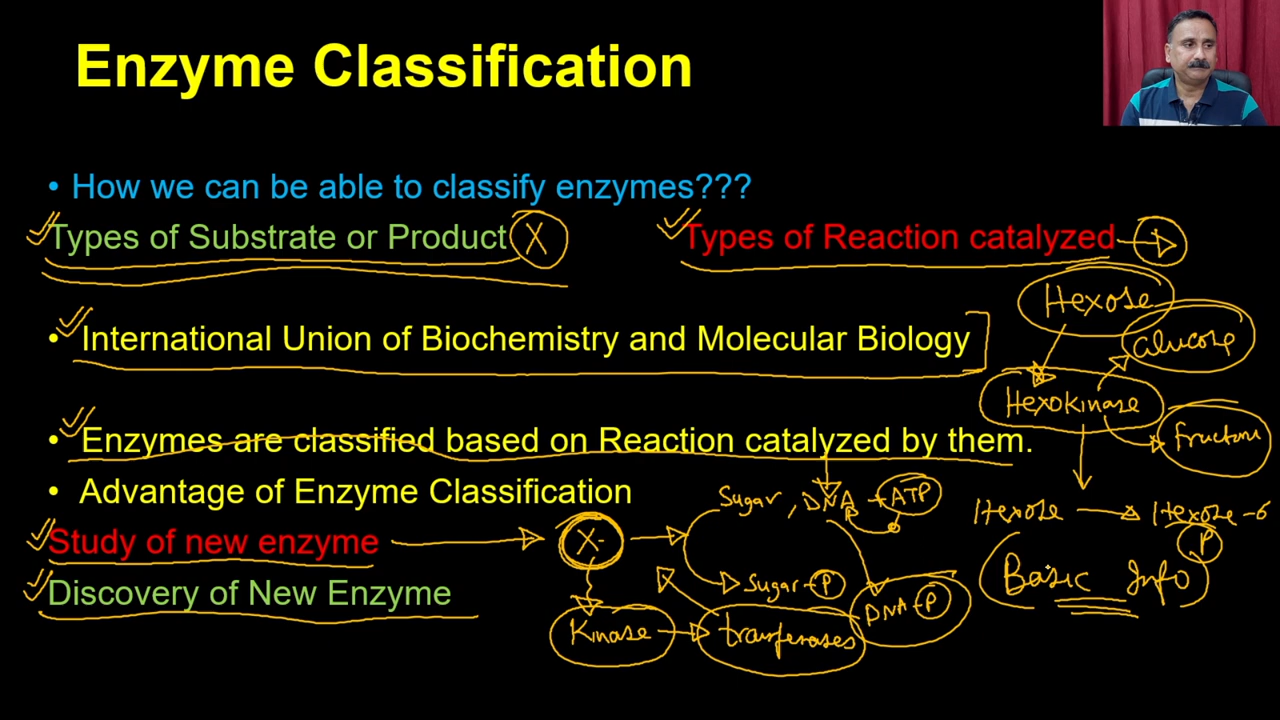 Enzyme Classification
• How we can be able to classify enzymes???
Types of Substrate or Product X
Types of Reaction catalyzed
Hexose
• International Union of Biochemistry and Molecular Biology
Glucose
Hexokinase
• Enzymes are classified based on Reaction catalyzed by them.
Fructose
• Advantage of Enzyme Classification
Sugar, DNA + ATP
Hexose → Hexose-6
P
Study of new enzyme
X-
Basic Info
Discovery of New Enzyme
Sugar-P
DNA-P
Kinase
tranferases